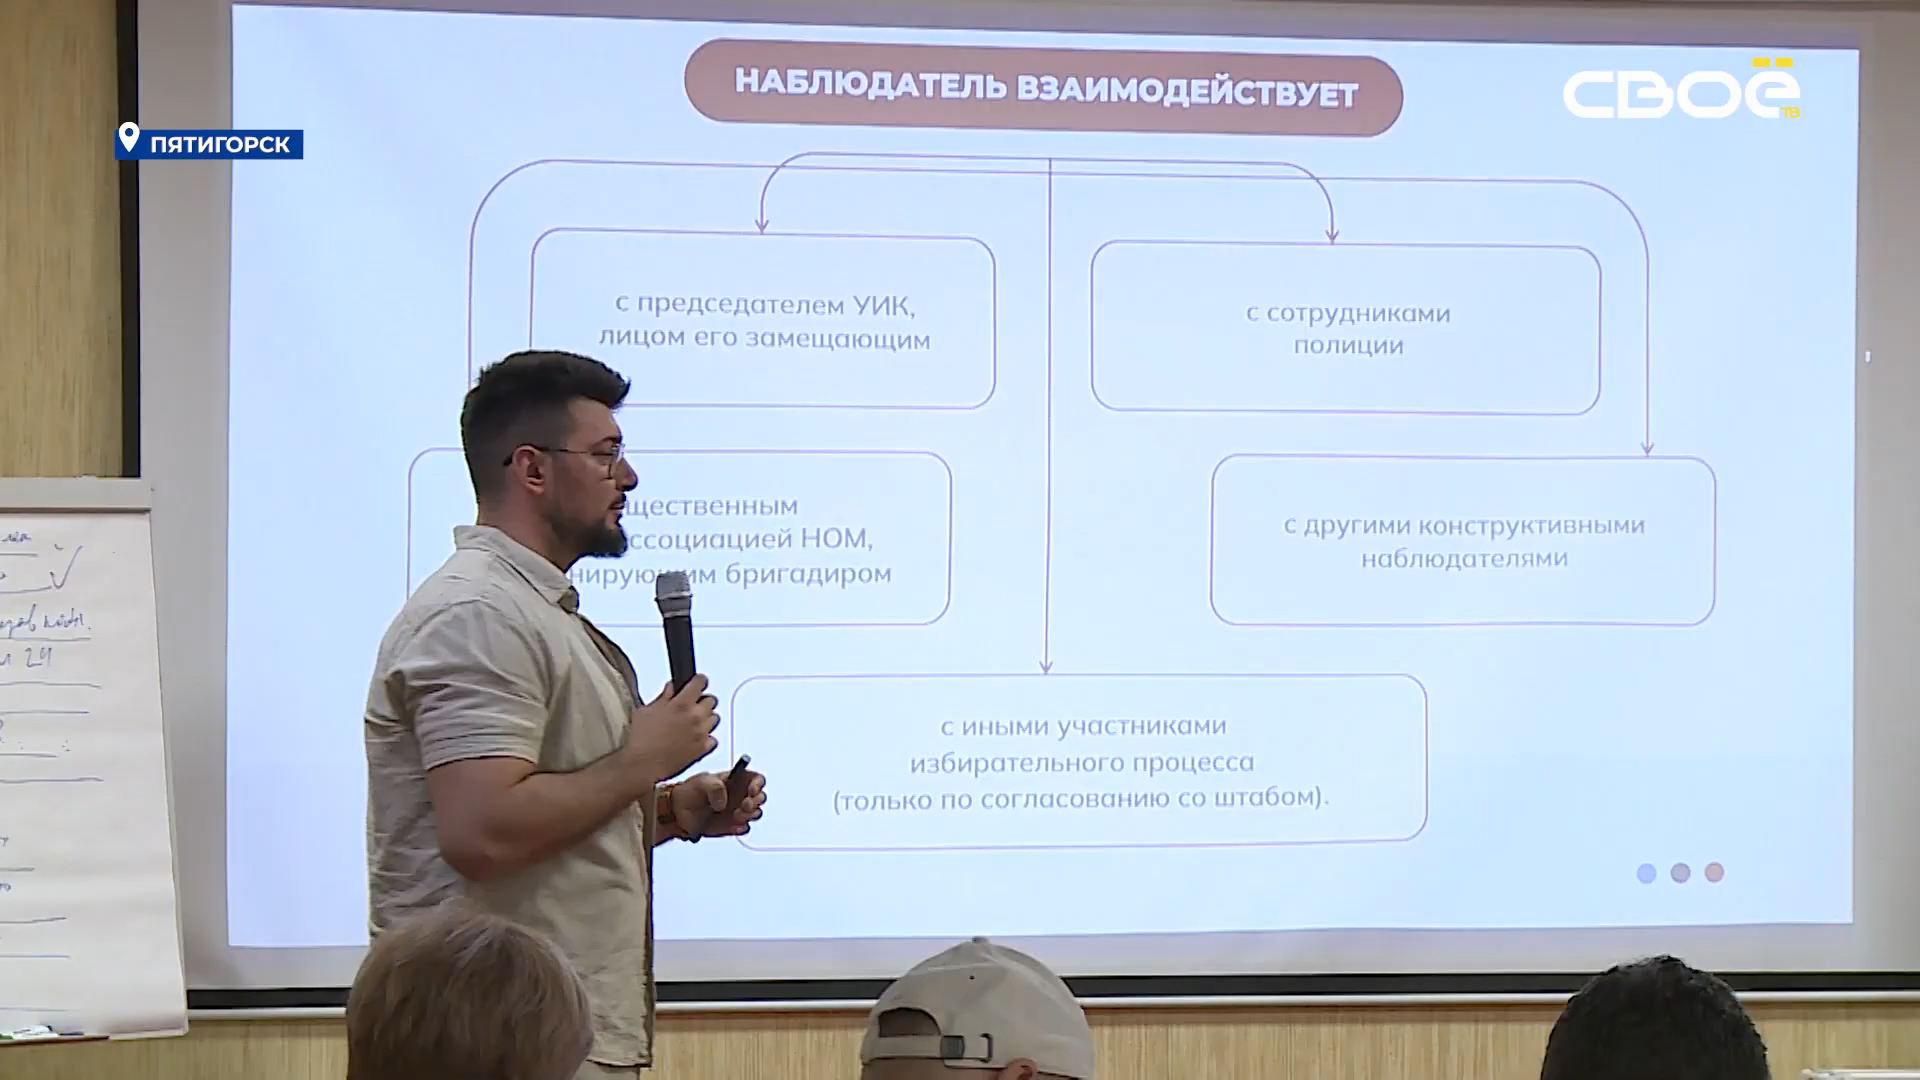 НАБЛЮДАТЕЛЬ ВЗАИМОДЕЙСТВУЕТ
СВОЁ
ТВ
ПЯТИГОРСК
с председателем УИК,
лицом его замещающим
с сотрудниками
полиции
щественным
ссоциацией НОМ,
бригадиром
с другими конструктивными
наблюдателями
с иными участниками
избирательного процесса
(только по согласованию со штабом).
24